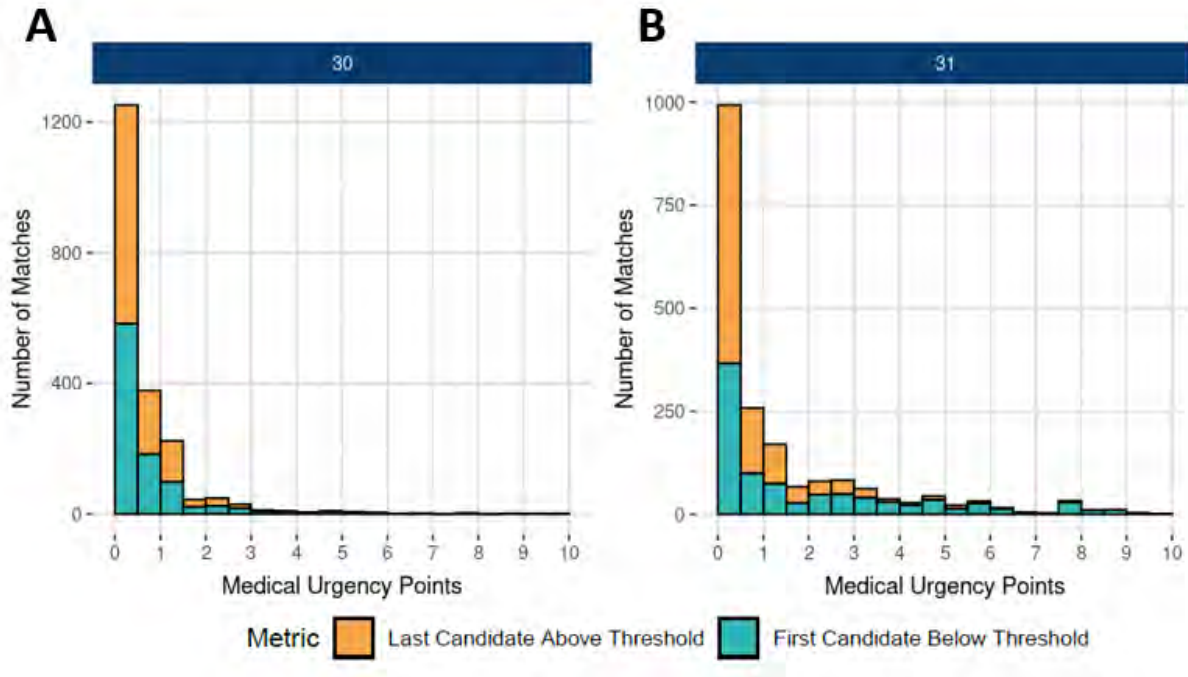 A
B
30
31
Number of Matches
1200
800
400
0
0 1 2 3 4 5 6 7 8 9 10
Medical Urgency Points
Number of Matches
1000
750
500
250
0
0 1 2 3 4 5 6 7 8 9 10
Medical Urgency Points
Metric Last Candidate Above Threshold First Candidate Below Threshold